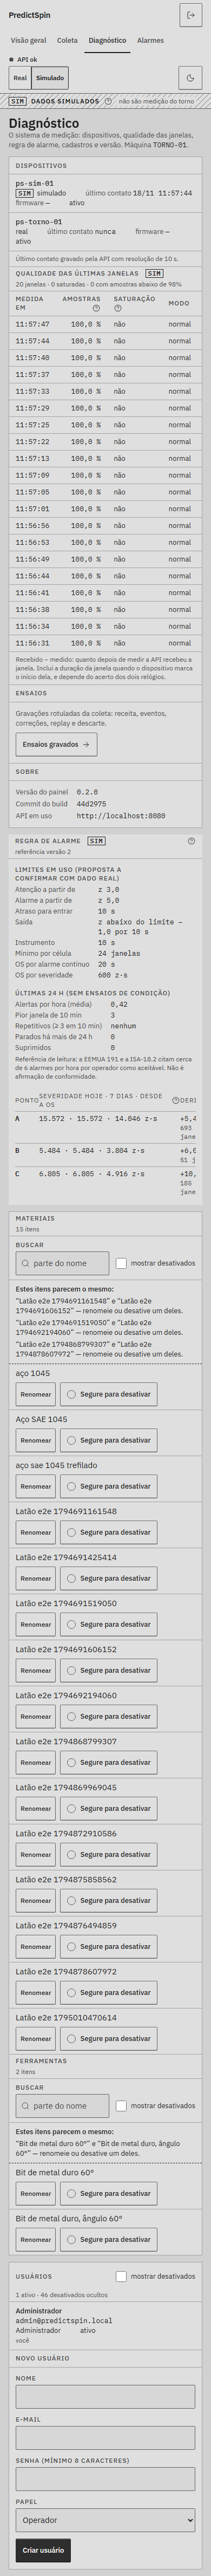 PredictSpin
Visão geral Coleta Diagnóstico Alarmes
API ok
Real Simulado
SIM DADOS SIMULADOS não são medição do torno
Diagnóstico
O sistema de medição: dispositivos, qualidade das janelas,
regra de alarme, cadastros e versão. Máquina TORNO-01.
DISPOSITIVOS
ps-sim-01
SIM simulado último contato 18/11 11:57:44
firmware — ativo
ps-torno-01
real último contato nunca firmware —
ativo
Último contato gravado pela API com resolução de 10 s.
QUALIDADE DAS ÚLTIMAS JANELAS SIM
20 janelas · 0 saturadas · 0 com amostras abaixo de 98%
MEDIDA EM AMOSTRAS SATURAÇÃO MODO
11:57:47 100,0 % não normal
11:57:44 100,0 % não normal
11:57:40 100,0 % não normal
11:57:37 100,0 % não normal
11:57:33 100,0 % não normal
11:57:29 100,0 % não normal
11:57:25 100,0 % não normal
11:57:22 100,0 % não normal
11:57:13 100,0 % não normal
11:57:09 100,0 % não normal
11:57:05 100,0 % não normal
11:57:01 100,0 % não normal
11:56:56 100,0 % não normal
11:56:53 100,0 % não normal
11:56:49 100,0 % não normal
11:56:44 100,0 % não normal
11:56:41 100,0 % não normal
11:56:38 100,0 % não normal
11:56:34 100,0 % não normal
11:56:31 100,0 % não normal
Recebido − medido: quanto depois de medir a API recebeu a
janela. Inclui a duração da janela quando o dispositivo marca
o início dela, e depende do acerto dos dois relógios.
ENSAIOS
Gravações rotuladas da coleta: receita, eventos,
correções, replay e descarte.
Ensaios gravados →
SOBRE
Versão do painel 0.2.0
Commit do build 44d2975
API em uso http://localhost:8080
REGRA DE ALARME SIM
referência versão 2
LIMITES EM USO (PROPOSTA A
CONFIRMAR COM DADO REAL)
Atenção a partir de z 3,0
Alarme a partir de z 5,0
Atraso para entrar 10 s
Saída z abaixo do limite −
1,0 por 10 s
Instrumento 10 s
Mínimo por célula 24 janelas
OS por alarme contínuo 20 s
OS por severidade 600 z·s
ÚLTIMAS 24 H (SEM ENSAIOS DE CONDIÇÃO)
Alertas por hora (média) 0,42
Pior janela de 10 min 3
Repetitivos (≥ 3 em 10 min) nenhum
Parados há mais de 24 h 0
Suprimidos 0
Referência de leitura: a EEMUA 191 e a ISA-18.2 citam cerca
de 6 alarmes por hora por operador como aceitável. Não é
afirmação de conformidade.
PONTO SEVERIDADE HOJE · 7 DIAS · DESDE A OS DERI
A 15.572 · 15.572 · 14.046 z·s +5,4
693
jane
B 5.484 · 5.484 · 3.804 z·s +6,0
51 j
C 6.805 · 6.805 · 4.916 z·s +10,
185
jane
MATERIAIS
15 itens
BUSCAR
parte do nome mostrar desativados
Estes itens parecem o mesmo:
“Latão e2e 1794691161548” e “Latão e2e
1794691606152” — renomeie ou desative um deles.
“Latão e2e 1794691519050” e “Latão e2e
1794692194060” — renomeie ou desative um deles.
“Latão e2e 1794868799307” e “Latão e2e
1794878607972” — renomeie ou desative um deles.
aço 1045
Renomear Segure para desativar
Aço SAE 1045
Renomear Segure para desativar
aço sae 1045 trefilado
Renomear Segure para desativar
Latão e2e 1794691161548
Renomear Segure para desativar
Latão e2e 1794691425414
Renomear Segure para desativar
Latão e2e 1794691519050
Renomear Segure para desativar
Latão e2e 1794691606152
Renomear Segure para desativar
Latão e2e 1794692194060
Renomear Segure para desativar
Latão e2e 1794868799307
Renomear Segure para desativar
Latão e2e 1794869969045
Renomear Segure para desativar
Latão e2e 1794872910586
Renomear Segure para desativar
Latão e2e 1794875858562
Renomear Segure para desativar
Latão e2e 1794876494859
Renomear Segure para desativar
Latão e2e 1794878607972
Renomear Segure para desativar
Latão e2e 1795010470614
Renomear Segure para desativar
FERRAMENTAS
2 itens
BUSCAR
parte do nome mostrar desativados
Estes itens parecem o mesmo:
“Bit de metal duro 60°” e “Bit de metal duro, ângulo
60°” — renomeie ou desative um deles.
Bit de metal duro 60°
Renomear Segure para desativar
Bit de metal duro, ângulo 60°
Renomear Segure para desativar
USUÁRIOS mostrar desativados
1 ativo · 46 desativados ocultos
Administrador
admin@predictspin.local
Administrador ativo
você
NOVO USUÁRIO
NOME
E-MAIL
SENHA (MÍNIMO 8 CARACTERES)
PAPEL
Operador
Criar usuário